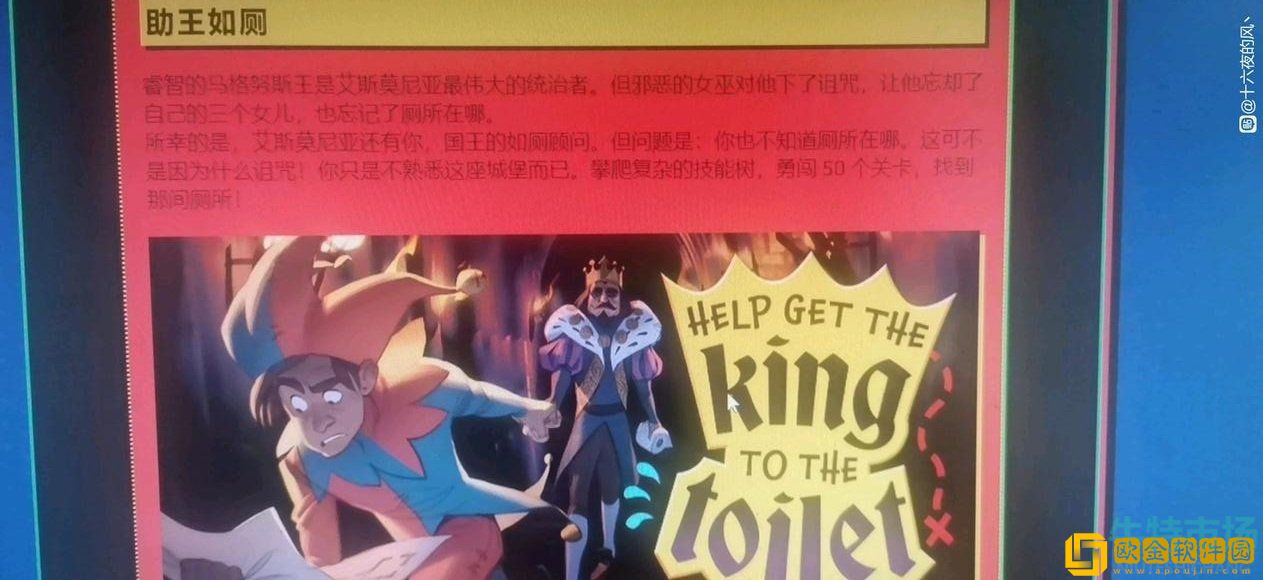 助王如厕
睿智的马格努斯王是艾斯莫尼亚最伟大的统治者。但邪恶的女巫对他下了诅咒，让他忘却了
自己的三个女儿，也忘记了厕所在哪。
所幸的是，艾斯莫尼亚还有你，国王的如厕顾问。但问题是：你也不知道厕所在哪。这可不
是因为什么诅咒！你只是不熟悉这座城堡而已。攀爬复杂的技能树，勇闯 50 个关卡，找到
那间厕所！
HELP GET THE
king
TO THE
toilet
贴@十六夜的风丶
欧金软件园
www.apoujin.com